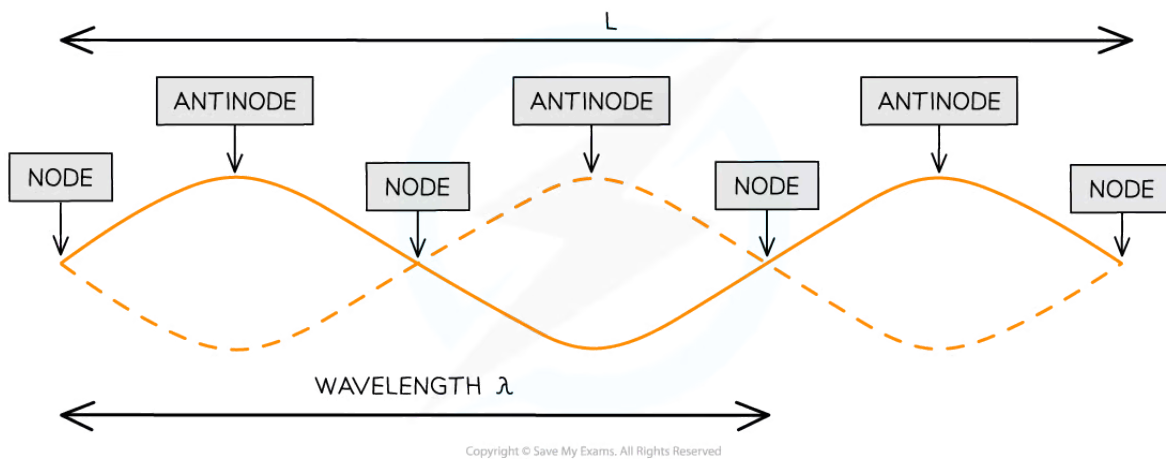 L
ANTINODE
ANTINODE
ANTINODE
NODE
NODE
NODE
NODE
WAVELENGTH λ
Copyright © Save My Exams. All Rights Reserved